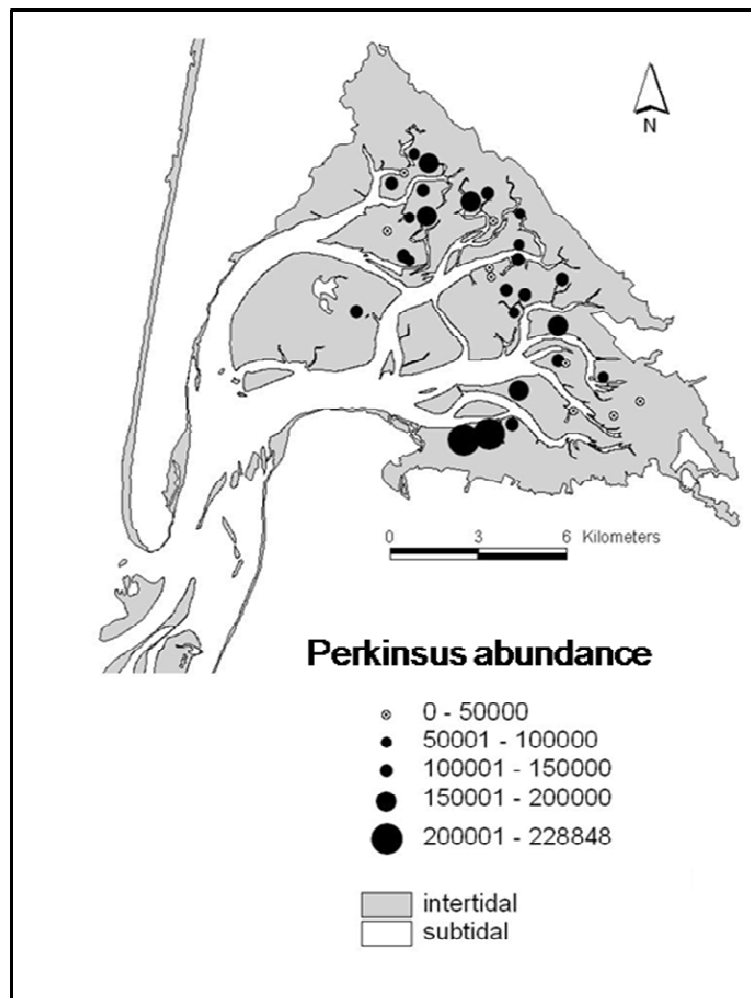 N
0 3 6 Kilometers
Perkinsus abundance
0 - 50000
50001 - 100000
100001 - 150000
150001 - 200000
200001 - 228848
intertidal
subtidal